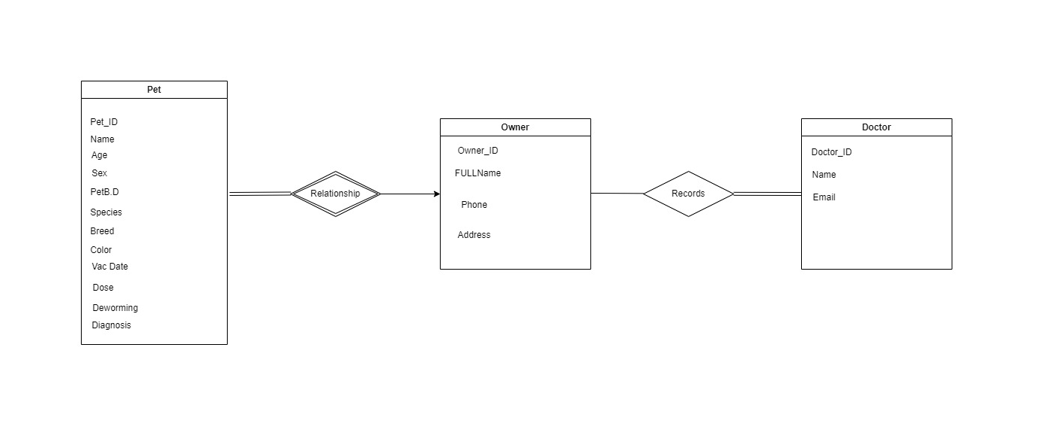 Pet
Pet_ID
Name
Age
Sex
PetB.D
Species
Breed
Color
Vac Date
Dose
Deworming
Diagnosis
Relationship
Owner
Owner_ID
FULLName
Phone
Address
Records
Doctor
Doctor_ID
Name
Email